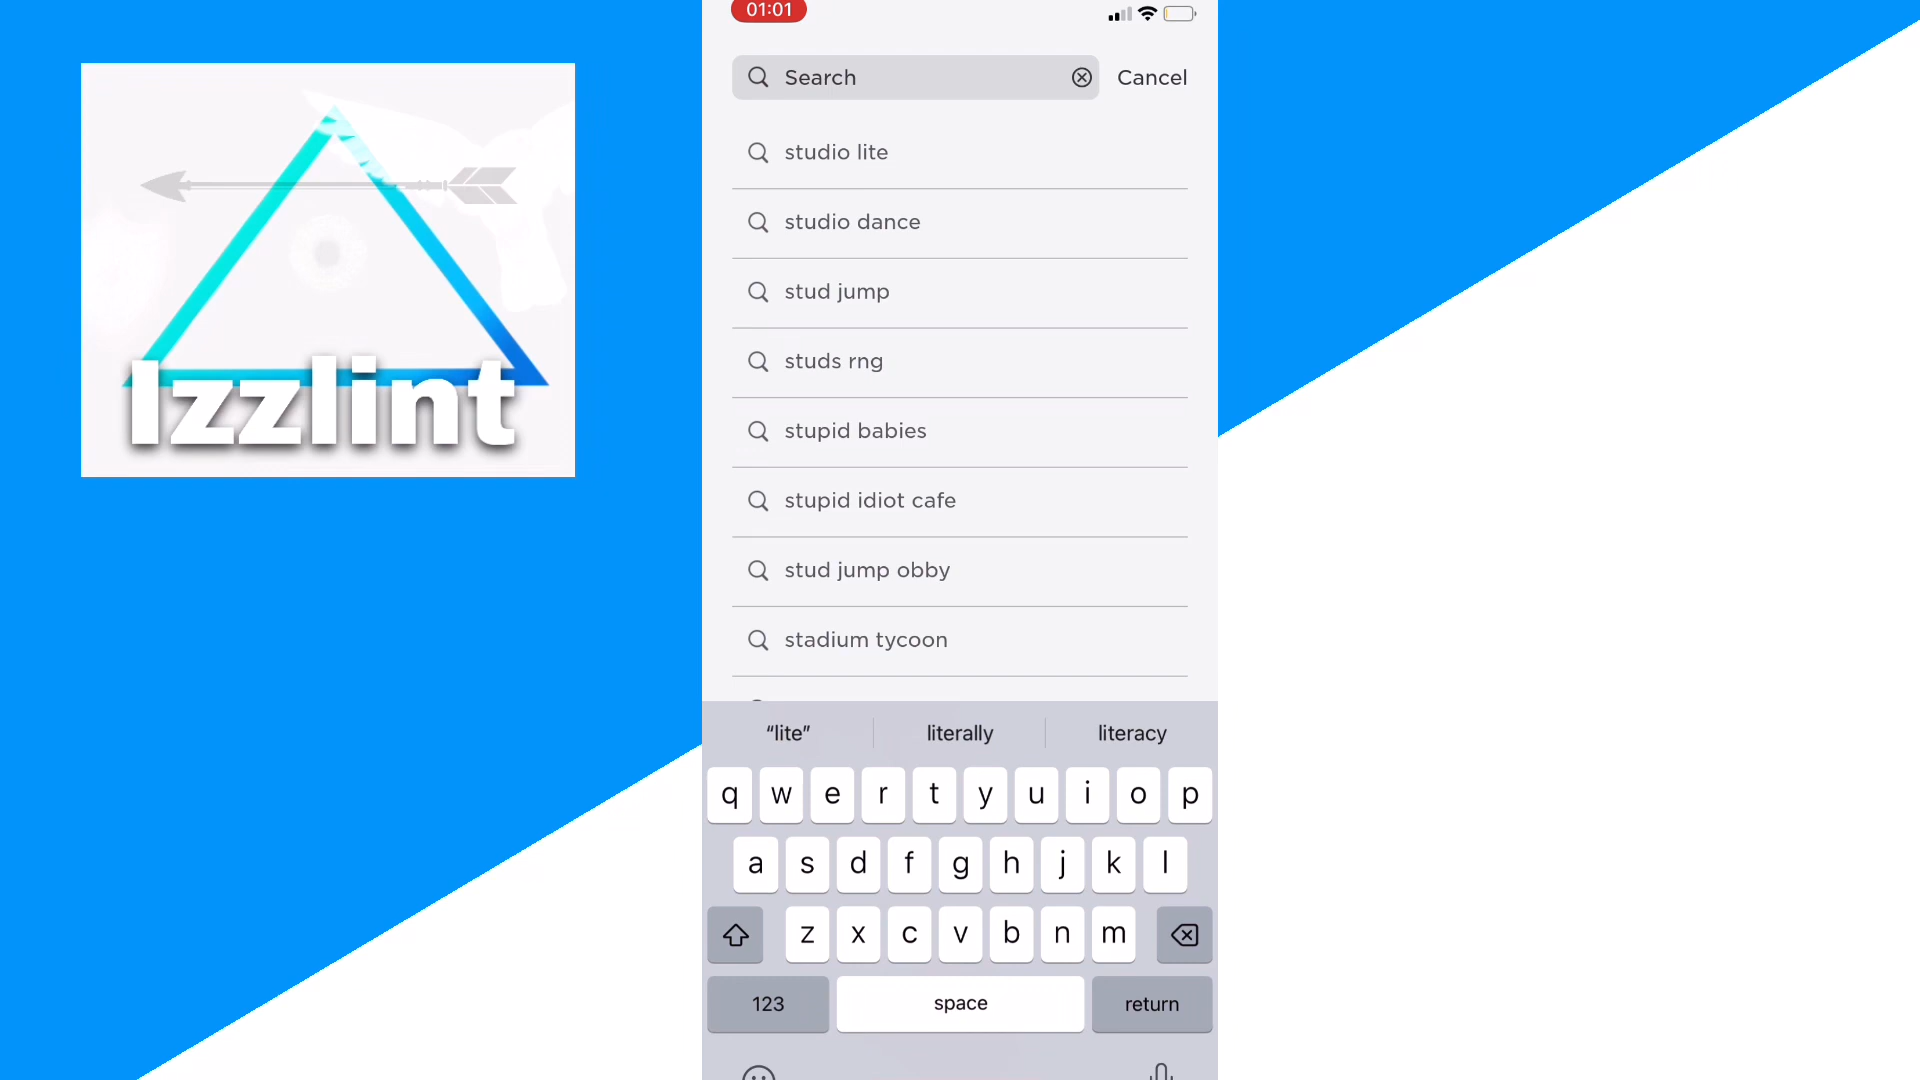 Izzlint
01:01
Search
Cancel
studio lite
studio dance
stud jump
studs rng
stupid babies
stupid idiot cafe
stud jump obby
stadium tycoon
“lite”
literally
literacy
q w e r t y u i o p
a s d f g h j k l
z x c v b n m
123
space
return